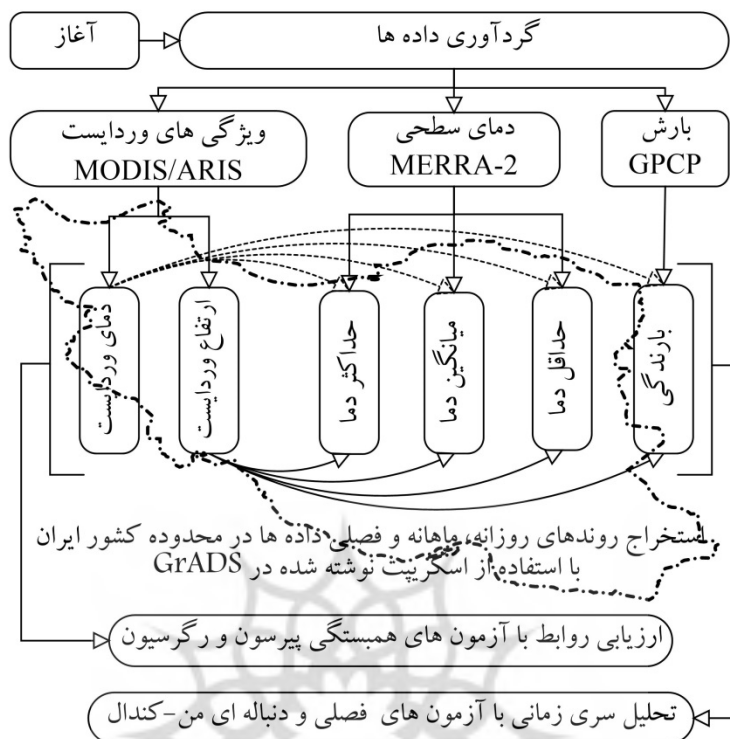 آغاز
گردآوری داده ها
ویژگی های وردایست
MODIS/ARIS
دمای سطحی
MERRA-2
بارش
GPCP
دمای وردایست
ارتفاع وردایست
حداکثر دما
میانگین دما
حداقل دما
بارندگی
استخراج روندهای روزانه، ماهانه و فصلی داده ها در محدوده کشور ایران
با استفاده از اسکریپت نوشته شده در GrADS
ارزیابی روابط با آزمون های همبستگی پیرسون و رگرسیون
تحلیل سری زمانی با آزمون های فصلی و دنباله ای من-کندال